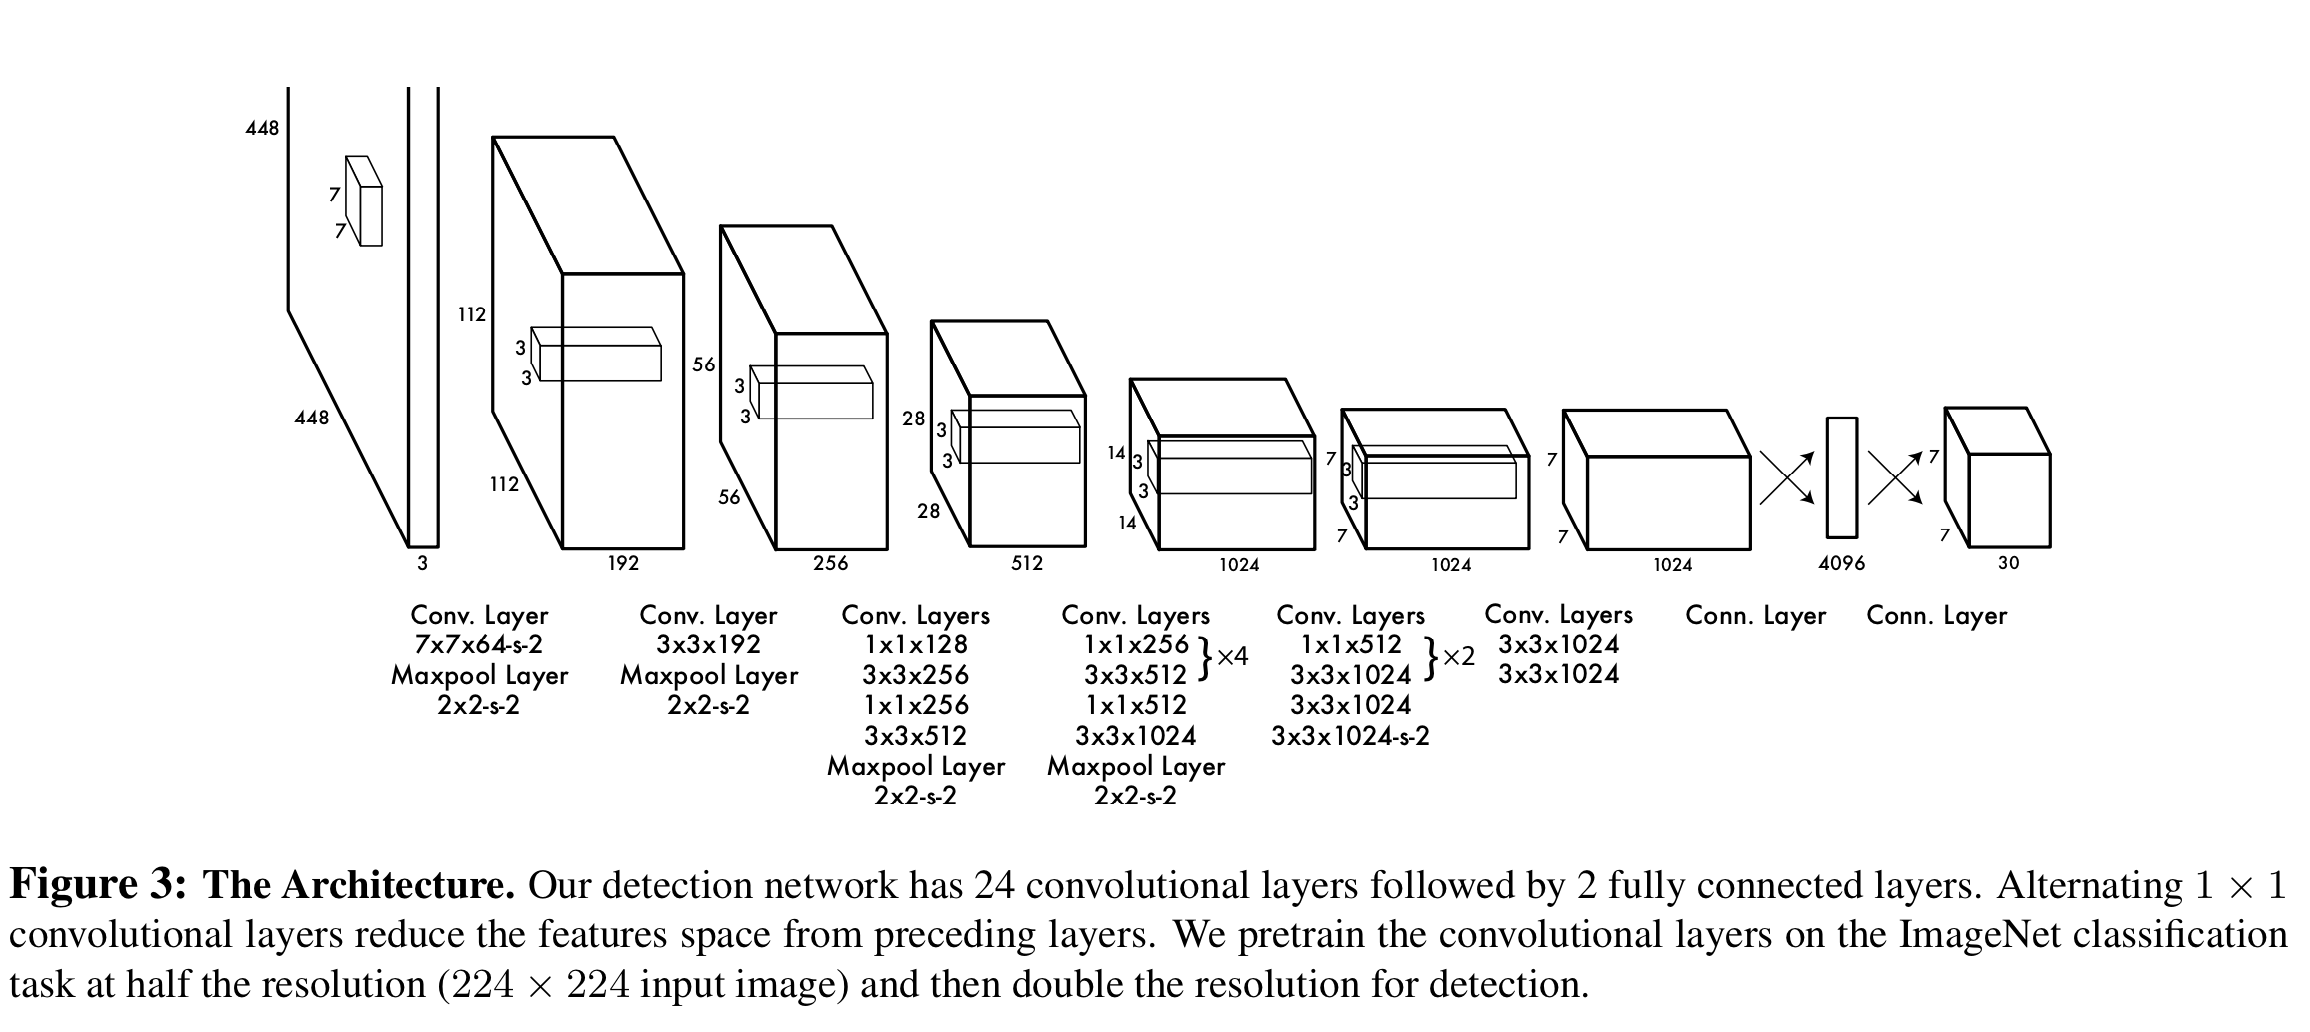 448
7
7
448
3
112
3
3
112
192
56
3
3
56
256
28
3
3
28
512
14
3
3
14
1024
7
3
3
7
1024
7
7
1024
4096
7
7
30
Conv. Layer
7x7x64-s-2
Maxpool Layer
2x2-s-2
Conv. Layer
3x3x192
Maxpool Layer
2x2-s-2
Conv. Layers
1x1x128
3x3x256
1x1x256
3x3x512
Maxpool Layer
2x2-s-2
Conv. Layers
1x1x256
3x3x512
} ×4
1x1x512
3x3x1024
Maxpool Layer
2x2-s-2
Conv. Layers
1x1x512
3x3x1024
} ×2
3x3x1024
3x3x1024-s-2
Conv. Layers
3x3x1024
3x3x1024
Conn. Layer
Conn. Layer
Figure 3: The Architecture. Our detection network has 24 convolutional layers followed by 2 fully connected layers. Alternating 1 × 1
convolutional layers reduce the features space from preceding layers. We pretrain the convolutional layers on the ImageNet classification
task at half the resolution (224 × 224 input image) and then double the resolution for detection.